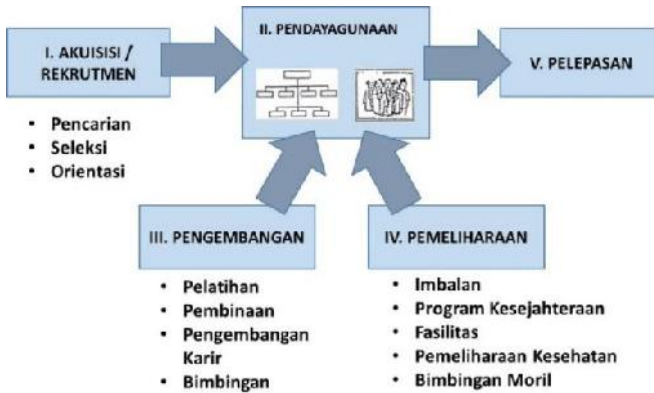 I. AKUISISI /
REKRUTMEN
• Pencarian
• Seleksi
• Orientasi
II. PENDAYAGUNAAN
V. PELEPASAN
III. PENGEMBANGAN
• Pelatihan
• Pembinaan
• Pengembangan
Karir
• Bimbingan
IV. PEMELIHARAAN
• Imbalan
• Program Kesejahteraan
• Fasilitas
• Pemeliharaan Kesehatan
• Bimbingan Moril